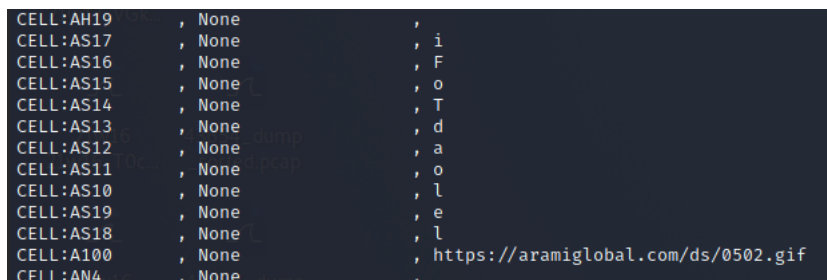 CELL:AH19 , None ,
CELL:AS17 , None , i
CELL:AS16 , None , F
CELL:AS15 , None , o
CELL:AS14 , None , T
CELL:AS13 , None , d
CELL:AS12 , None , a
CELL:AS11 , None , o
CELL:AS10 , None , l
CELL:AS19 , None , e
CELL:AS18 , None , l
CELL:A100 , None , https://aramiglobal.com/ds/0502.gif
CELL:AN4 , None ,